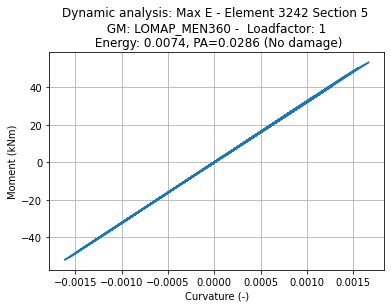 Dynamic analysis: Max E - Element 3242 Section 5
GM: LOMAP_MEN360 - Loadfactor: 1
Energy: 0.0074, PA=0.0286 (No damage)
Moment (kNm)
40
20
0
−20
−40
−0.0015 −0.0010 −0.0005 0.0000 0.0005 0.0010 0.0015
Curvature (-)